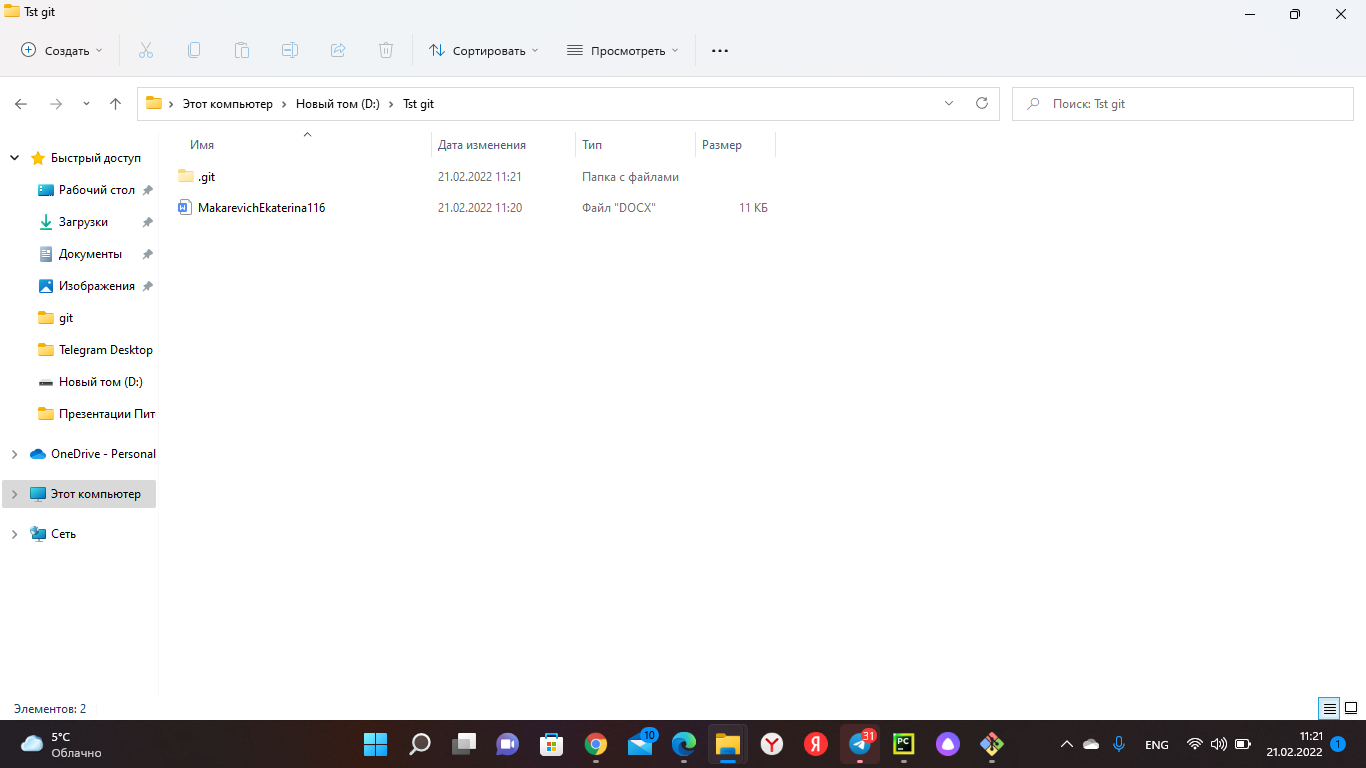 Tst git
Создать
Сортировать
Просмотреть
Этот компьютер
Новый том (D:)
Tst git
Поиск: Tst git
Имя
Дата изменения
Тип
Размер
.git
21.02.2022 11:21
Папка с файлами
MakarevichEkaterina116
21.02.2022 11:20
Файл "DOCX"
11 КБ
Быстрый доступ
Рабочий стол
Загрузки
Документы
Изображения
git
Telegram Desktop
Новый том (D:)
Презентации Пит
OneDrive - Personal
Этот компьютер
Сеть
Элементов: 2
5°C
Облачно
10
Y
Я
31
PC
ENG
11:21
21.02.2022
1